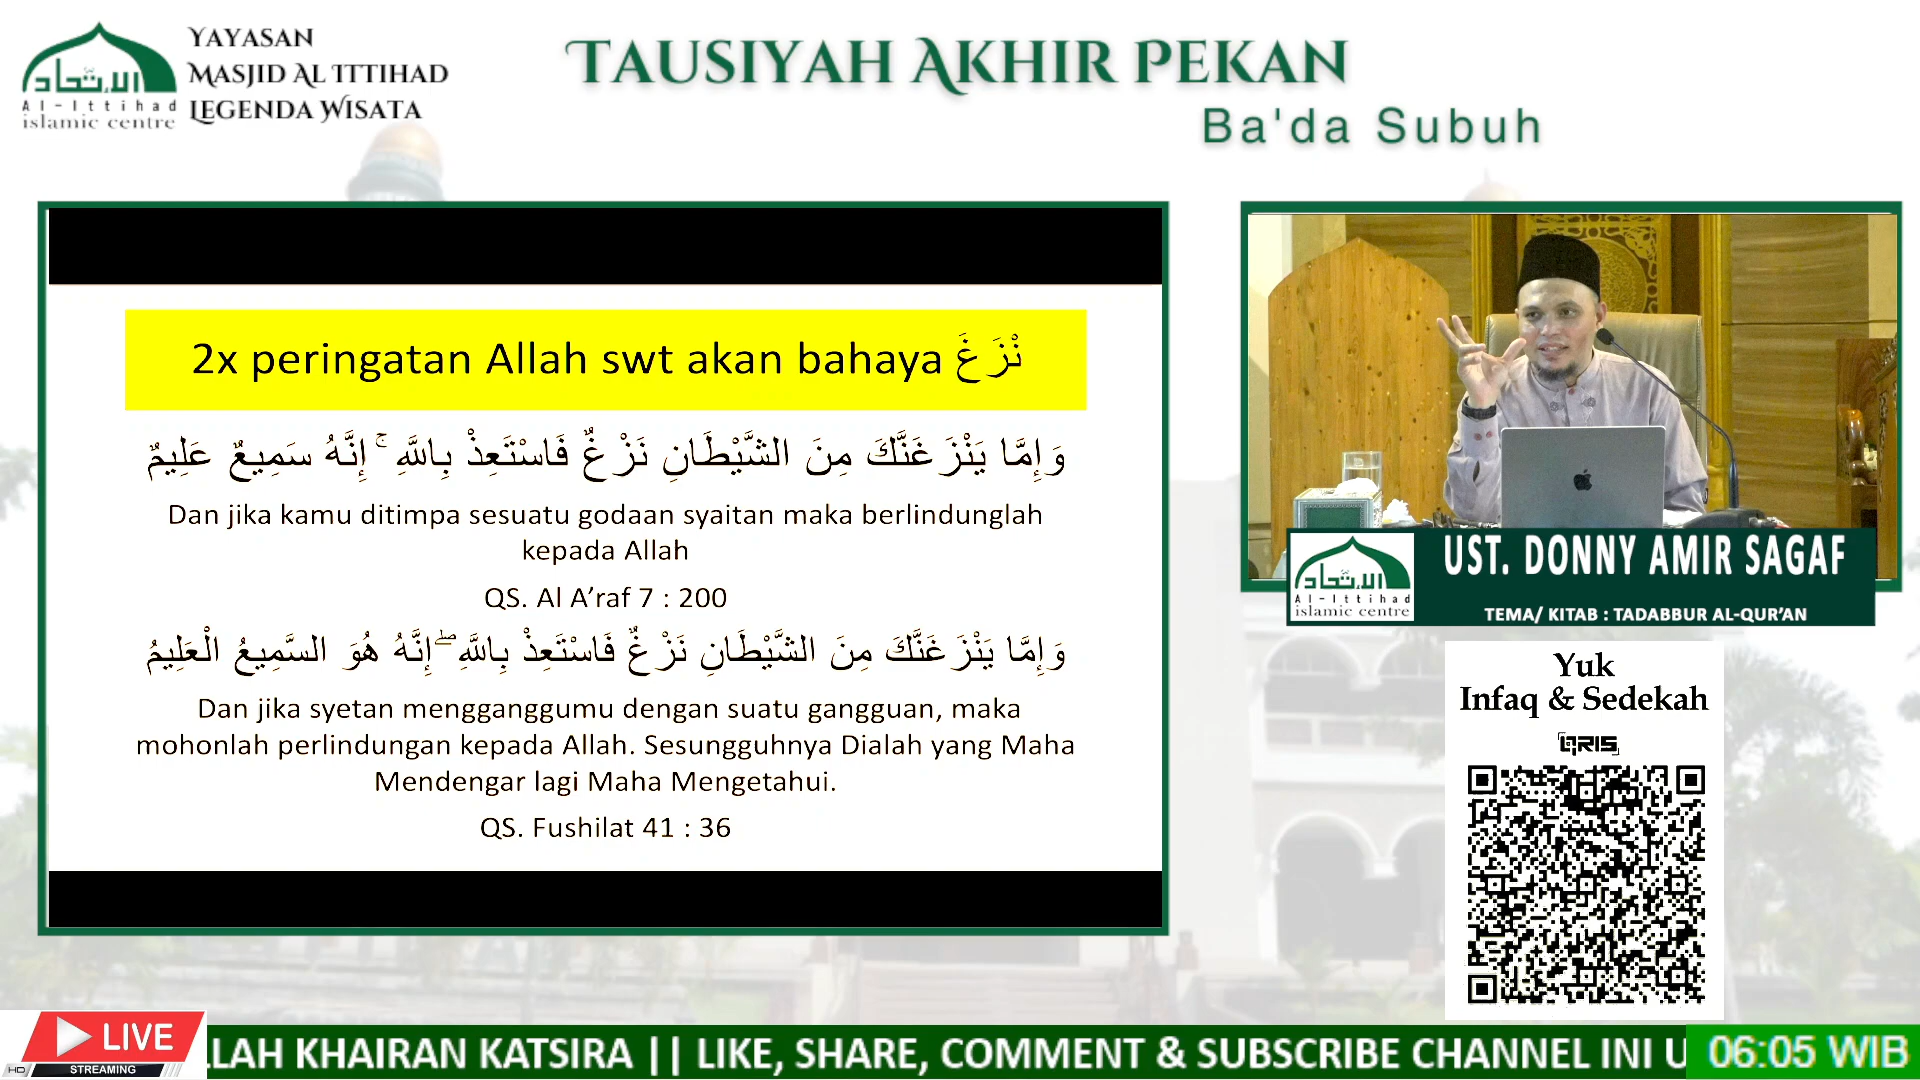 الاتحاد
Al-Ittihad
islamic centre
Yayasan
Masjid Al Ittihad
Legenda Wisata
Tausiyah Akhir Pekan
Ba'da Subuh
2x peringatan Allah swt akan bahaya نْزَغَ
وَإِمَّا يَنْزَغَنَّكَ مِنَ الشَّيْطَانِ نَزْغٌ فَاسْتَعِذْ بِاللَّهِ ۚ إِنَّهُ سَمِيعٌ عَلِيمٌ
Dan jika kamu ditimpa sesuatu godaan syaitan maka berlindunglah
kepada Allah
QS. Al A’raf 7 : 200
وَإِمَّا يَنْزَغَنَّكَ مِنَ الشَّيْطَانِ نَزْغٌ فَاسْتَعِذْ بِاللَّهِ ۖ إِنَّهُ هُوَ السَّمِيعُ الْعَلِيمُ
Dan jika syetan mengganggumu dengan suatu gangguan, maka
mohonlah perlindungan kepada Allah. Sesungguhnya Dialah yang Maha
Mendengar lagi Maha Mengetahui.
QS. Fushilat 41 : 36
الاتحاد
Al-Ittihad
islamic centre
UST. DONNY AMIR SAGAF
TEMA/ KITAB : TADABBUR AL-QUR’AN
Yuk
Infaq & Sedekah
QRIS
LIVE
HD STREAMING
LLAH KHAIRAN KATSIRA || LIKE, SHARE, COMMENT & SUBSCRIBE CHANNEL INI U
06:05 WIB